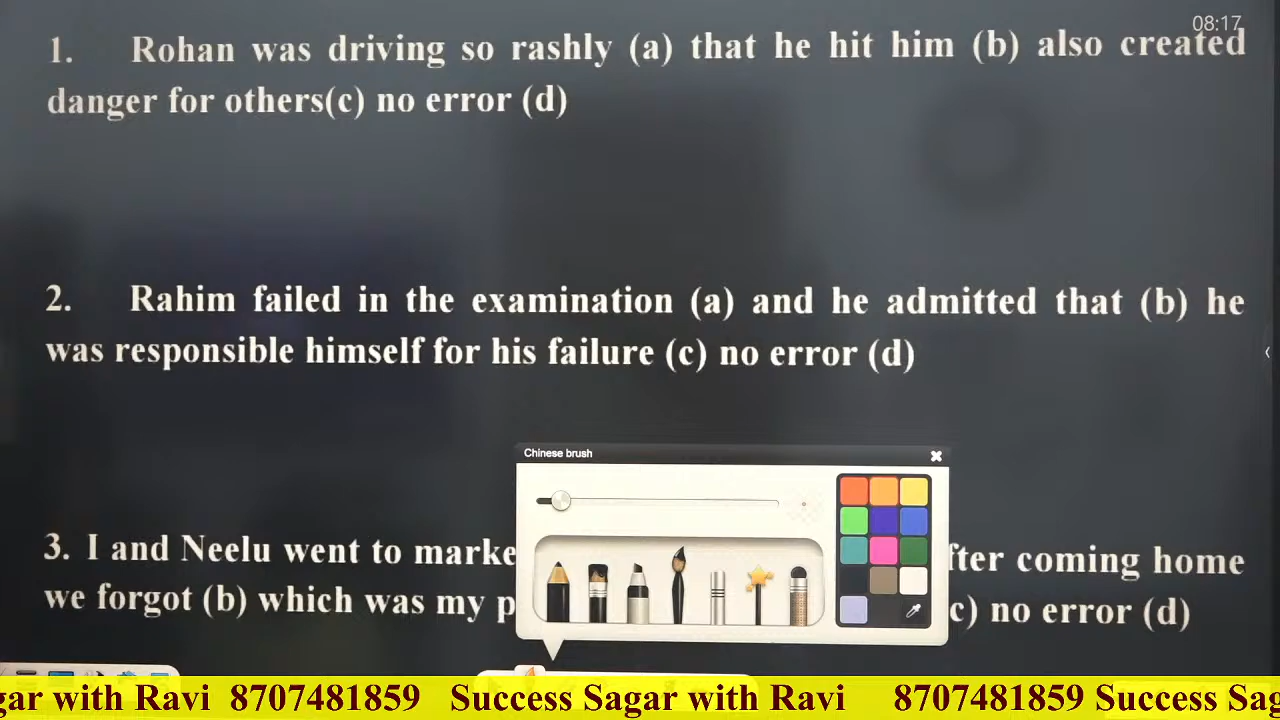 08:17
1. Rohan was driving so rashly (a) that he hit him (b) also created
danger for others(c) no error (d)
2. Rahim failed in the examination (a) and he admitted that (b) he
was responsible himself for his failure (c) no error (d)
Chinese brush
3. I and Neelu went to marke fter coming home
we forgot (b) which was my p c) no error (d)
gar with Ravi 8707481859 Success Sagar with Ravi 8707481859 Success Sag